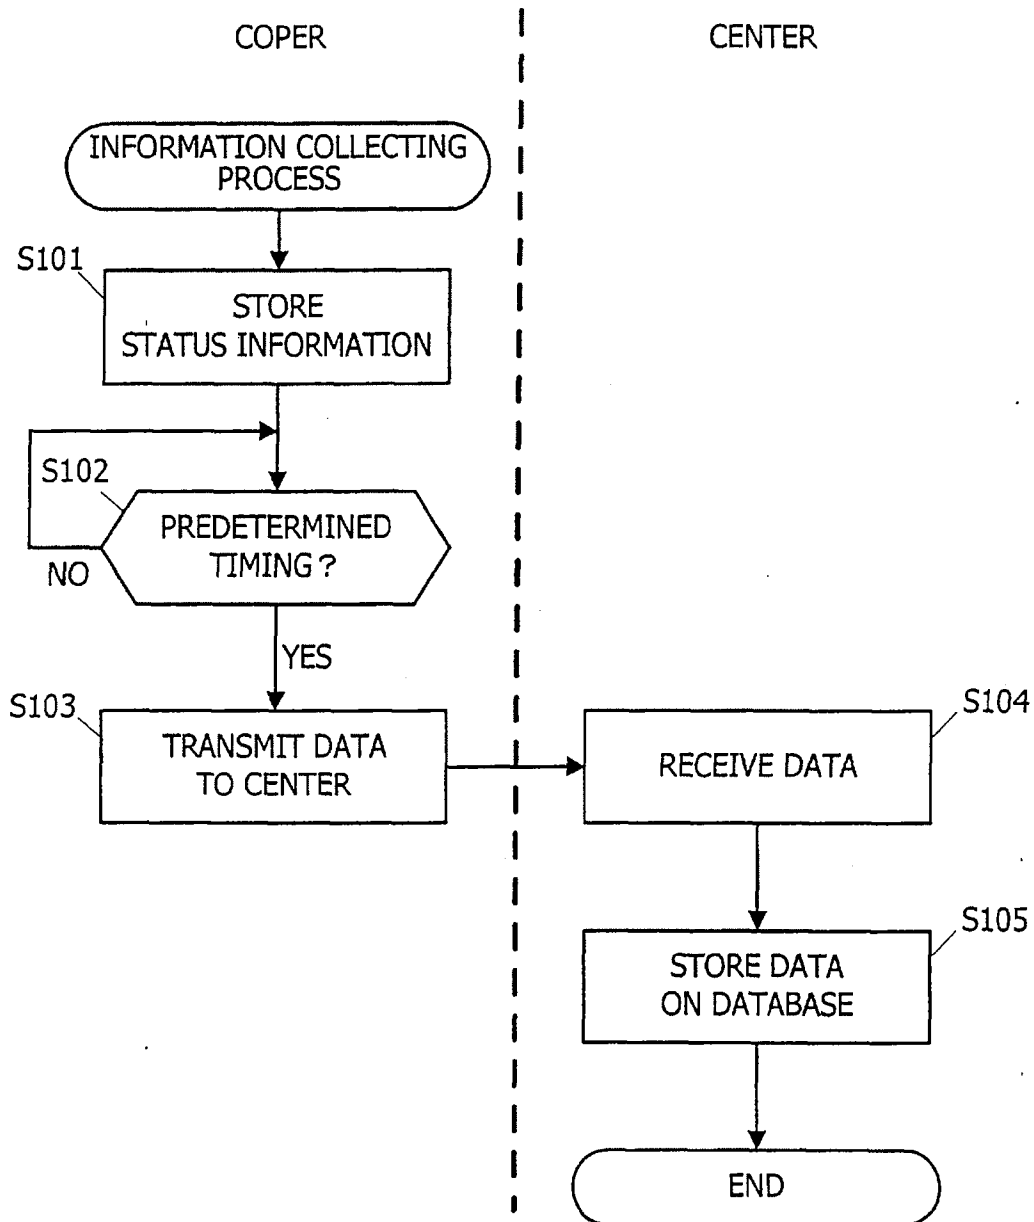 COPER
CENTER
INFORMATION COLLECTING
PROCESS
S101
STORE
STATUS INFORMATION
S102
PREDETERMINED
TIMING?
NO
YES
S103
TRANSMIT DATA
TO CENTER
S104
RECEIVE DATA
S105
STORE DATA
ON DATABASE
END